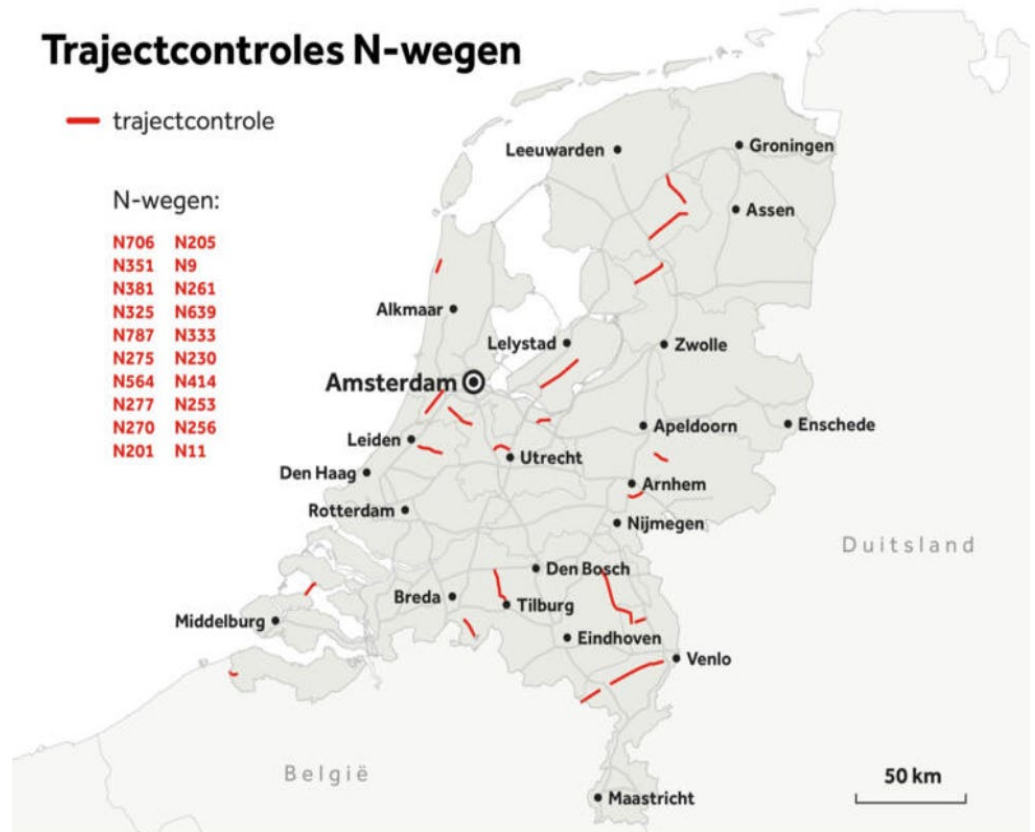 Trajectcontroles N-wegen
trajectcontrole
N-wegen:
N706 N205
N351 N9
N381 N261
N325 N639
N787 N333
N275 N230
N564 N414
N277 N253
N270 N256
N201 N11
Leeuwarden
Groningen
Assen
Alkmaar
Lelystad
Zwolle
Amsterdam
Leiden
Apeldoorn
Enschede
Utrecht
Den Haag
Arnhem
Rotterdam
Nijmegen
Duitsland
Den Bosch
Breda
Tilburg
Middelburg
Eindhoven
Venlo
België
50 km
Maastricht